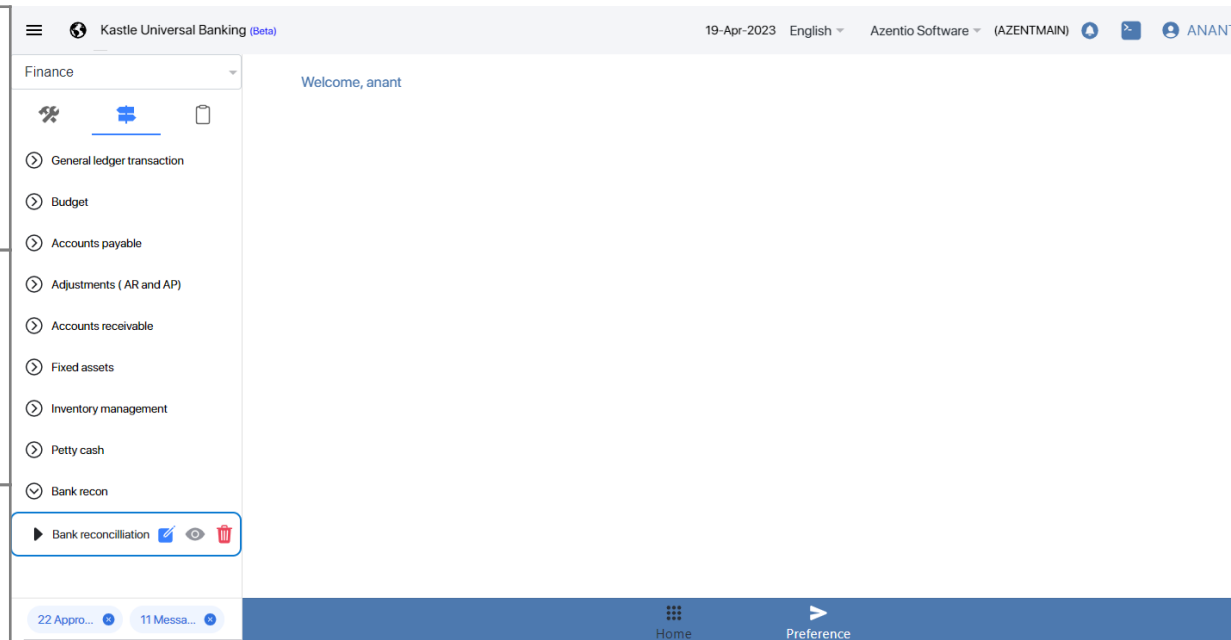 Kastle Universal Banking (Beta) 19-Apr-2023 English Azentio Software (AZENTMAIN) ANANT
Finance
Welcome, anant
General ledger transaction
Budget
Accounts payable
Adjustments ( AR and AP)
Accounts receivable
Fixed assets
Inventory management
Petty cash
Bank recon
Bank reconcilliation
22 Appro... 11 Messa...
Home Preference